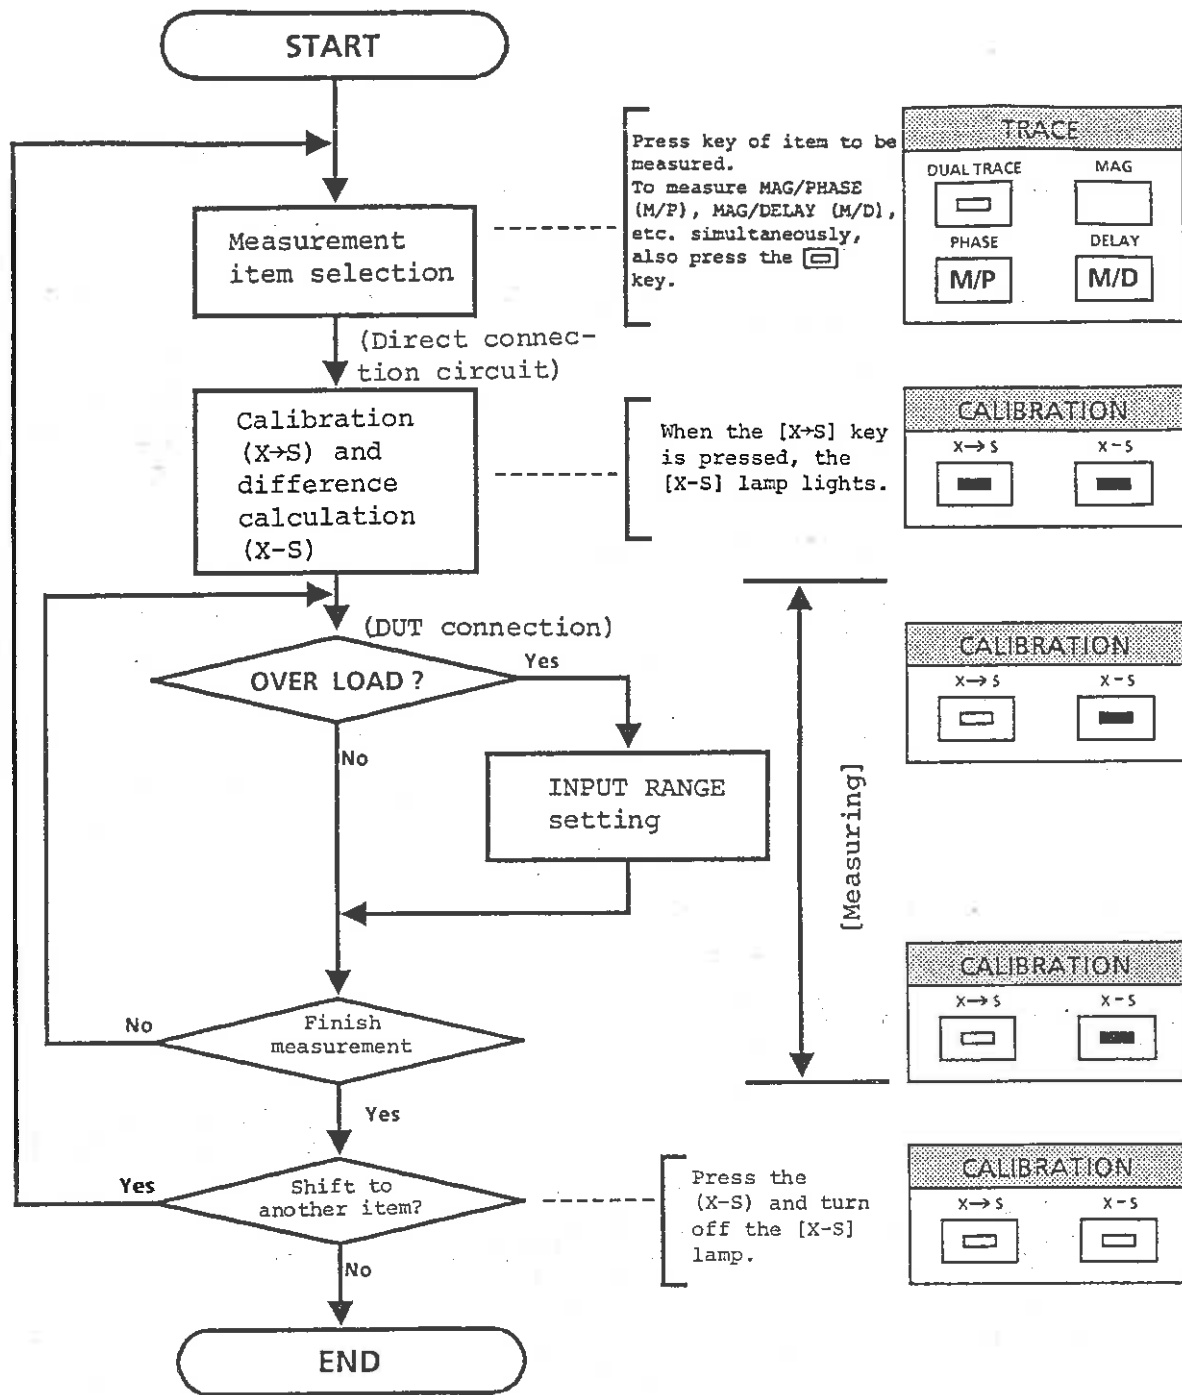 START
Press key of item to be
measured.
To measure MAG/PHASE
(M/P), MAG/DELAY (M/D),
etc. simultaneously,
also press the
key.
TRACE
DUAL TRACE MAG
PHASE DELAY
M/P M/D
Measurement
item selection
(Direct connec-
tion circuit)
Calibration
(X→S) and
difference
calculation
(X-S)
When the [X→S] key
is pressed, the
[X-S] lamp lights.
CALIBRATION
X→S X-S
(DUT connection)
OVER LOAD ?
Yes
No
INPUT RANGE
setting
[Measuring]
CALIBRATION
X→S X-S
Finish
measurement
No
Yes
CALIBRATION
X→S X-S
Shift to
another item?
Yes
No
Press the
(X-S) and turn
off the [X-S]
lamp.
CALIBRATION
X→S X-S
END